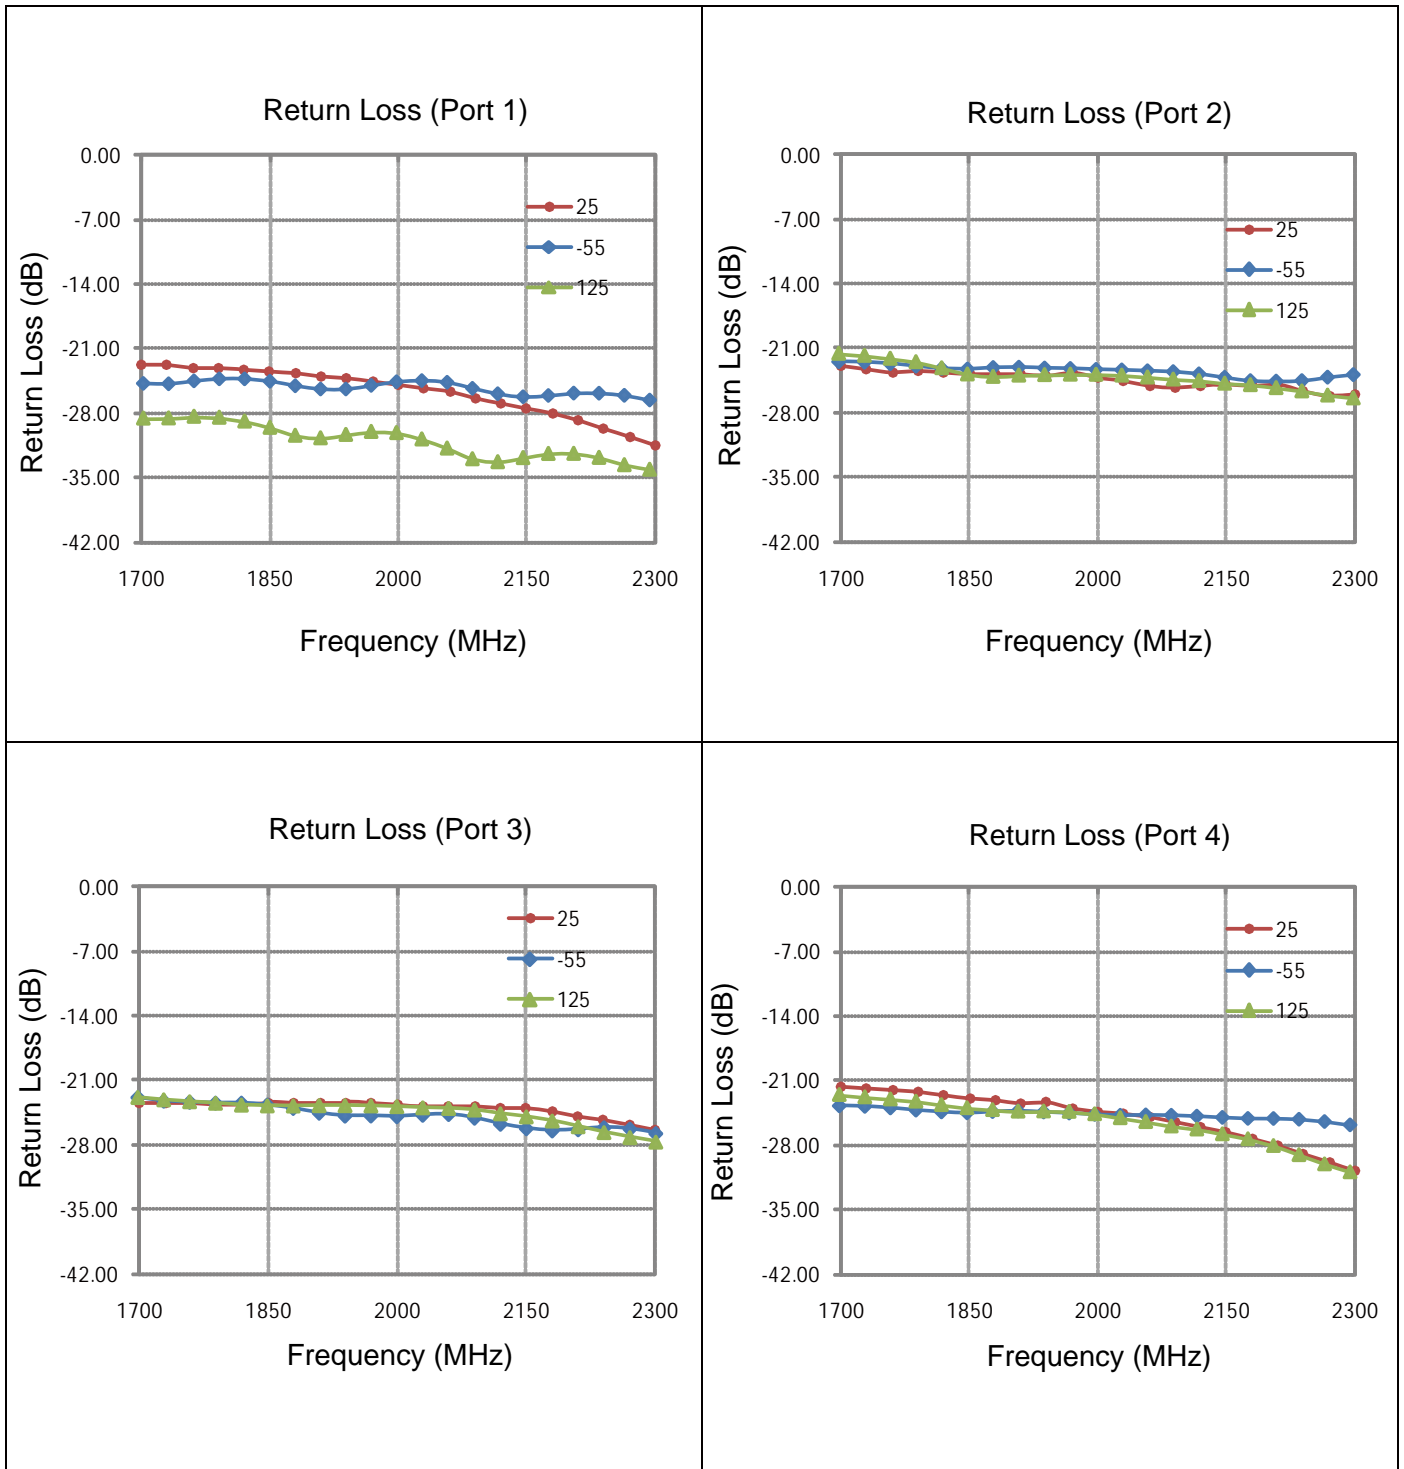 Return Loss (Port 1)
0.00
-7.00
-14.00
-21.00
-28.00
-35.00
-42.00
Return Loss (dB)
25
-55
125
1700 1850 2000 2150 2300
Frequency (MHz)
Return Loss (Port 2)
0.00
-7.00
-14.00
-21.00
-28.00
-35.00
-42.00
Return Loss (dB)
25
-55
125
1700 1850 2000 2150 2300
Frequency (MHz)
Return Loss (Port 3)
0.00
-7.00
-14.00
-21.00
-28.00
-35.00
-42.00
Return Loss (dB)
25
-55
125
1700 1850 2000 2150 2300
Frequency (MHz)
Return Loss (Port 4)
0.00
-7.00
-14.00
-21.00
-28.00
-35.00
-42.00
Return Loss (dB)
25
-55
125
1700 1850 2000 2150 2300
Frequency (MHz)